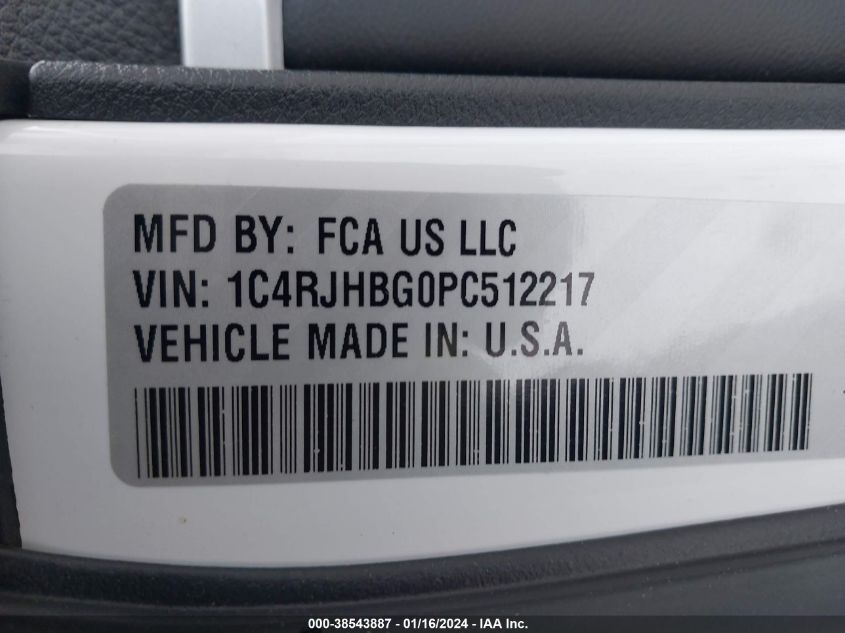 MFD BY: FCA US LLC
VIN: 1C4RJHBG0PC512217
VEHICLE MADE IN: U.S.A.
000-38543887 - 01/16/2024 - IAA Inc.